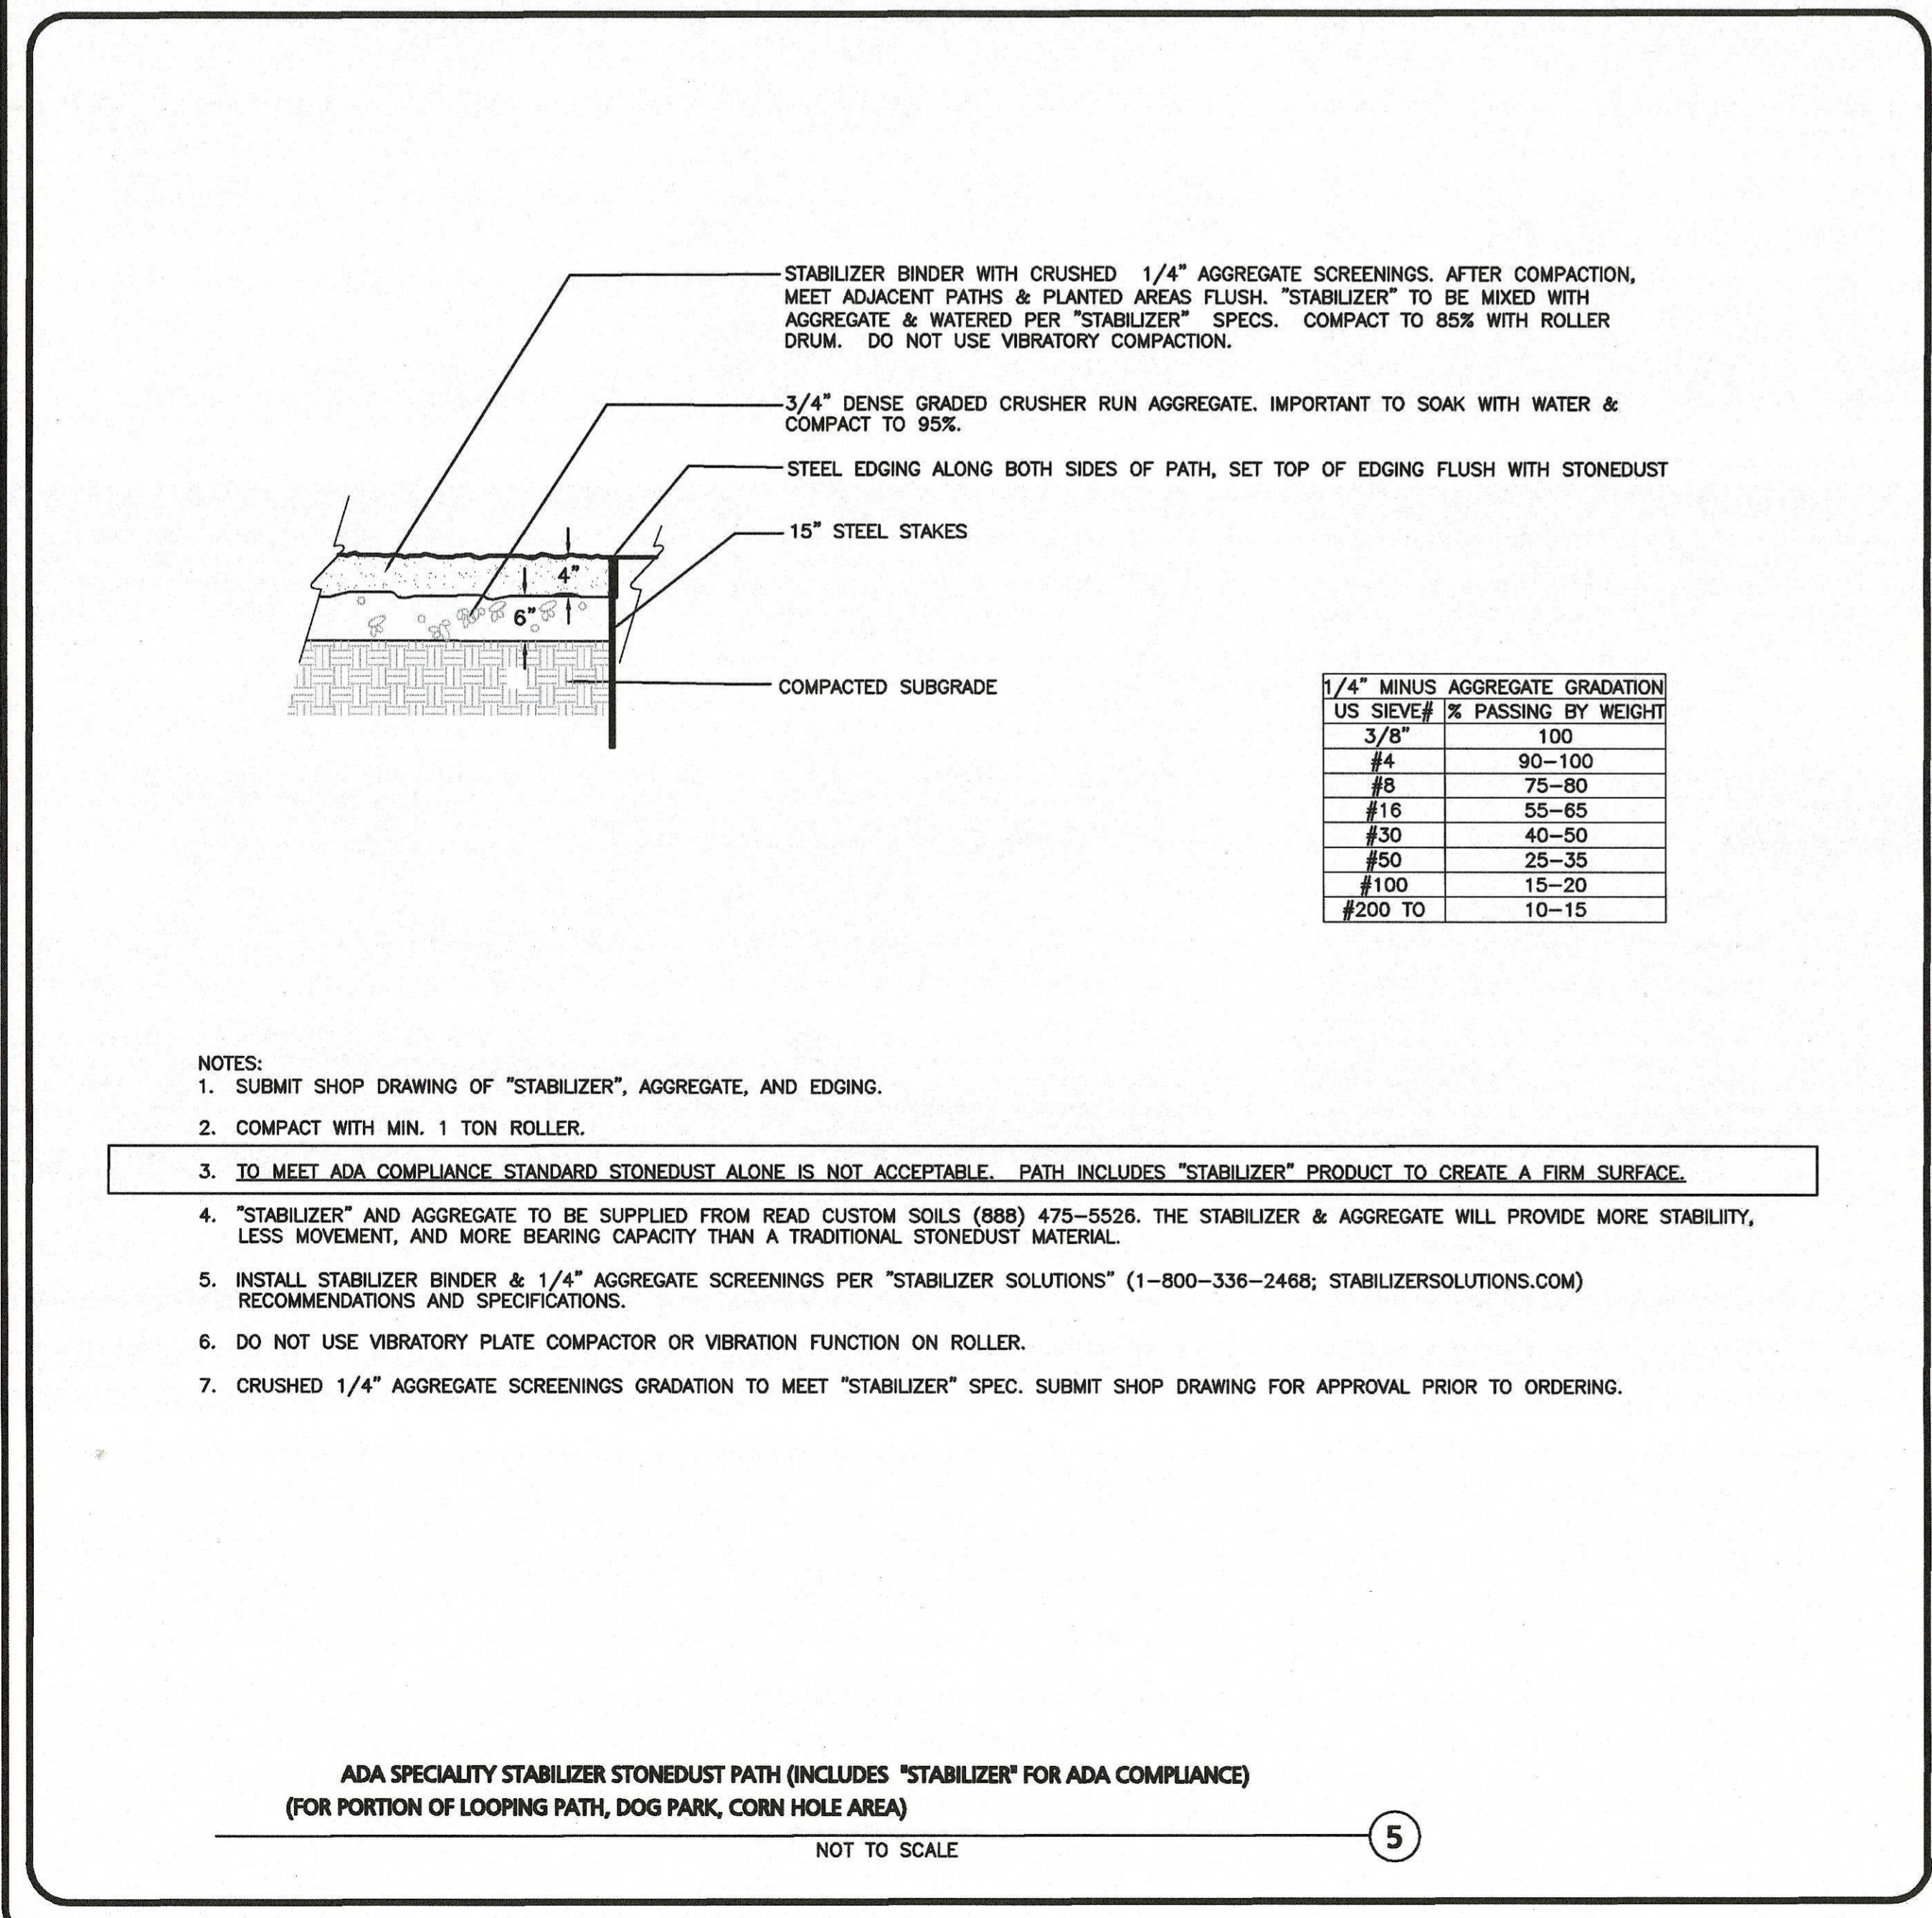 STABILIZER BINDER WITH CRUSHED 1/4" AGGREGATE SCREENINGS. AFTER COMPACTION,
MEET ADJACENT PATHS & PLANTED AREAS FLUSH. "STABILIZER" TO BE MIXED WITH
AGGREGATE & WATERED PER "STABILIZER" SPECS. COMPACT TO 85% WITH ROLLER
DRUM. DO NOT USE VIBRATORY COMPACTION.
3/4" DENSE GRADED CRUSHER RUN AGGREGATE. IMPORTANT TO SOAK WITH WATER &
COMPACT TO 95%.
STEEL EDGING ALONG BOTH SIDES OF PATH, SET TOP OF EDGING FLUSH WITH STONEDUST
15" STEEL STAKES
4"
6"
COMPACTED SUBGRADE
1/4" MINUS AGGREGATE GRADATION
US SIEVE# % PASSING BY WEIGHT
3/8" 100
#4 90-100
#8 75-80
#16 55-65
#30 40-50
#50 25-35
#100 15-20
#200 TO 10-15
NOTES:
1. SUBMIT SHOP DRAWING OF "STABILIZER", AGGREGATE, AND EDGING.
2. COMPACT WITH MIN. 1 TON ROLLER.
3. TO MEET ADA COMPLIANCE STANDARD STONEDUST ALONE IS NOT ACCEPTABLE. PATH INCLUDES "STABILIZER" PRODUCT TO CREATE A FIRM SURFACE.
4. "STABILIZER" AND AGGREGATE TO BE SUPPLIED FROM READ CUSTOM SOILS (888) 475-5526. THE STABILIZER & AGGREGATE WILL PROVIDE MORE STABILIITY,
LESS MOVEMENT, AND MORE BEARING CAPACITY THAN A TRADITIONAL STONEDUST MATERIAL.
5. INSTALL STABILIZER BINDER & 1/4" AGGREGATE SCREENINGS PER "STABILIZER SOLUTIONS" (1-800-336-2468; STABILIZERSOLUTIONS.COM)
RECOMMENDATIONS AND SPECIFICATIONS.
6. DO NOT USE VIBRATORY PLATE COMPACTOR OR VIBRATION FUNCTION ON ROLLER.
7. CRUSHED 1/4" AGGREGATE SCREENINGS GRADATION TO MEET "STABILIZER" SPEC. SUBMIT SHOP DRAWING FOR APPROVAL PRIOR TO ORDERING.
ADA SPECIALITY STABILIZER STONEDUST PATH (INCLUDES "STABILIZER" FOR ADA COMPLIANCE)
(FOR PORTION OF LOOPING PATH, DOG PARK, CORN HOLE AREA)
5
NOT TO SCALE